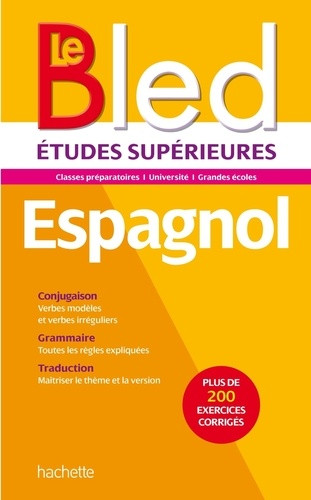 Le Bled
ÉTUDES SUPÉRIEURES
Classes préparatoires | Université | Grandes écoles
Espagnol
Conjugaison
Verbes modèles
et verbes irréguliers
Grammaire
Toutes les règles expliquées
Traduction
Maîtriser le thème et la version
PLUS DE
200
EXERCICES
CORRIGÉS
hachette